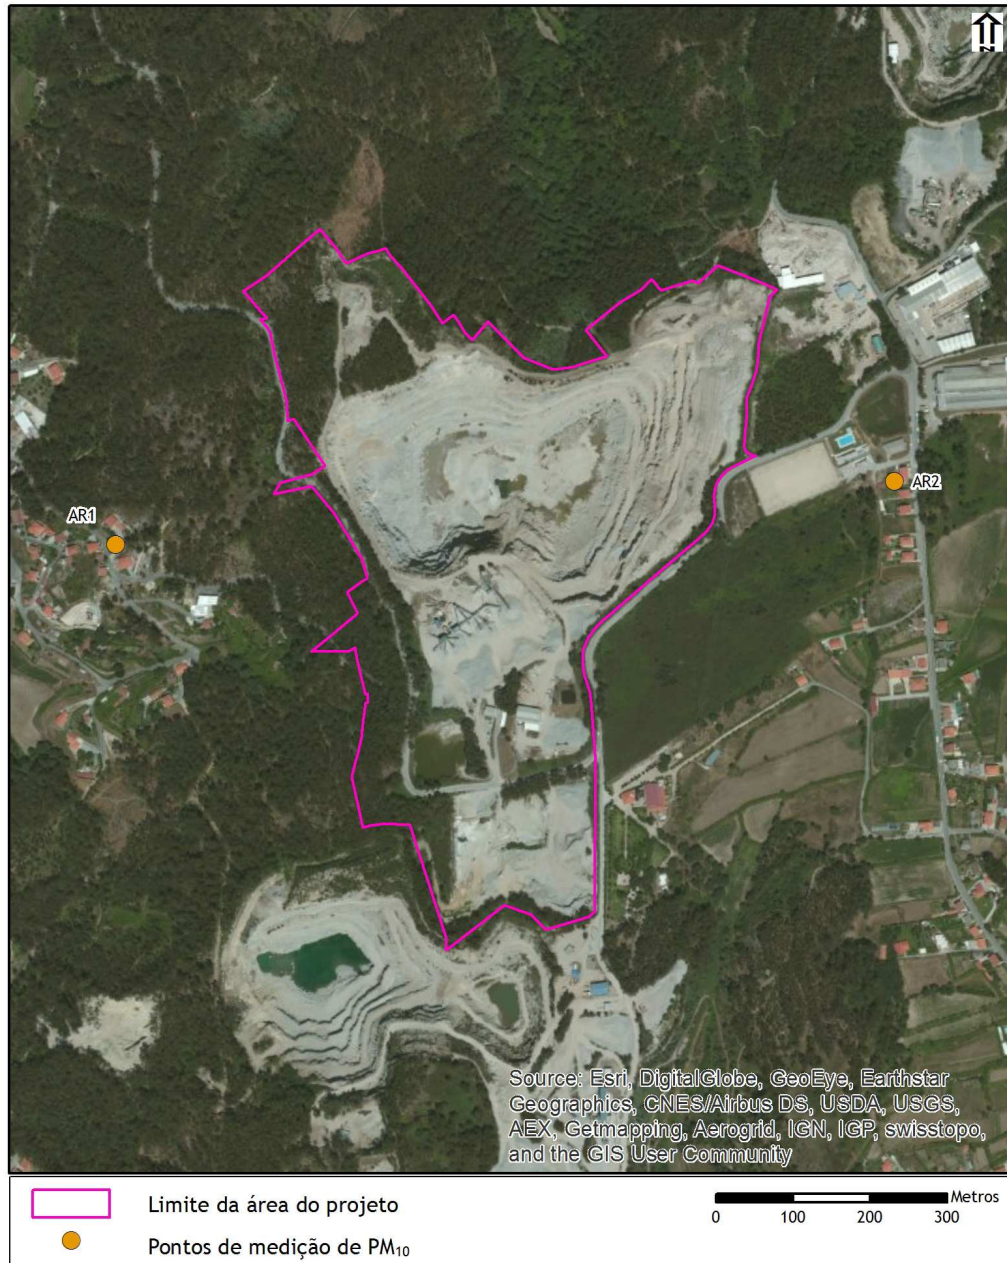 N
AR1
AR2
Source: Esri, DigitalGlobe, GeoEye, Earthstar
Geographics, CNES/Airbus DS, USDA, USGS,
AEX, Getmapping, Aerogrid, IGN, IGP, swisstopo,
and the GIS User Community
Limite da área do projeto
Pontos de medição de PM₁₀
Metros
0 100 200 300